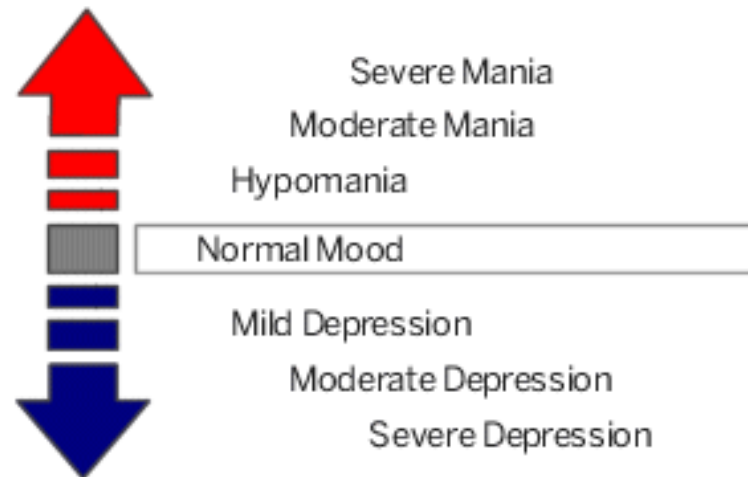 Severe Mania
Moderate Mania
Hypomania
Normal Mood
Mild Depression
Moderate Depression
Severe Depression